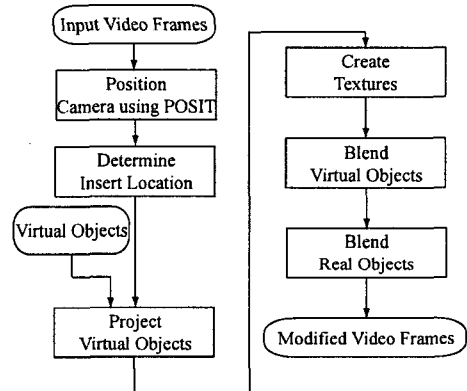 Input Video Frames
Position
Camera using POSIT
Determine
Insert Location
Virtual Objects
Project
Virtual Objects
Create
Textures
Blend
Virtual Objects
Blend
Real Objects
Modified Video Frames